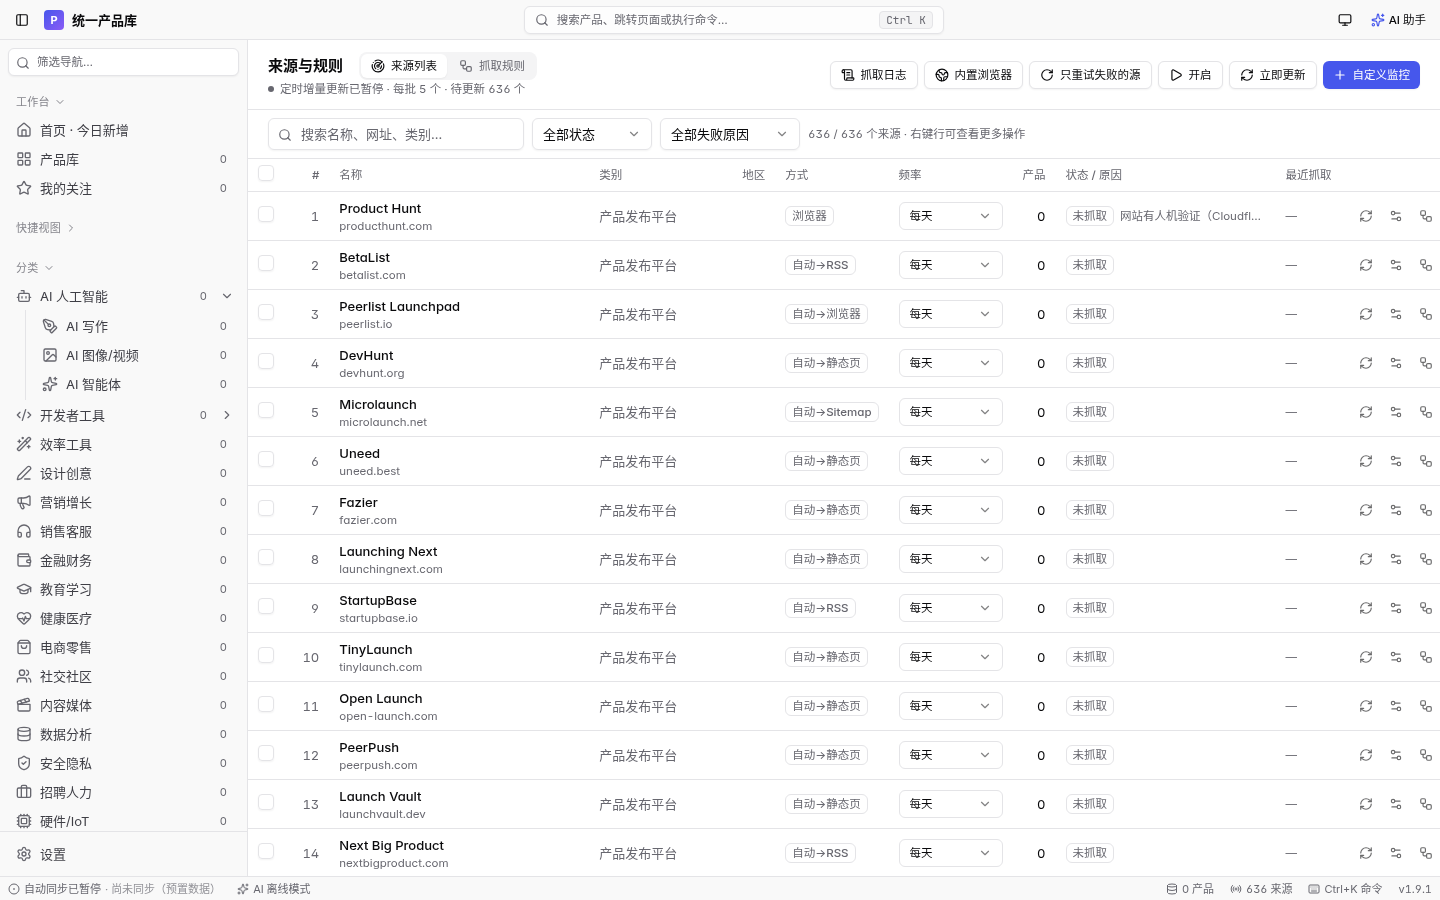 P 统一产品库 搜索产品、跳转页面或执行命令... Ctrl K AI 助手
筛选导航...
工作台
首页 · 今日新增
产品库 0
我的关注 0
快捷视图
分类
AI 人工智能 0
AI 写作 0
AI 图像/视频 0
AI 智能体 0
开发者工具 0
效率工具 0
设计创意 0
营销增长 0
销售客服 0
金融财务 0
教育学习 0
健康医疗 0
电商零售 0
社交社区 0
内容媒体 0
数据分析 0
安全隐私 0
招聘人力 0
硬件/IoT 0
设置
来源与规则 来源列表 抓取规则
定时增量更新已暂停 · 每批 5 个 · 待更新 636 个
抓取日志 内置浏览器 只重试失败的源 开启 立即更新 自定义监控
搜索名称、网址、类别... 全部状态 全部失败原因 636 / 636 个来源 · 右键行可查看更多操作
# 名称 类别 地区 方式 频率 产品 状态 / 原因 最近抓取
1 Product Hunt 产品发布平台 浏览器 每天 0 未抓取 网站有人机验证（Cloudfl... —
producthunt.com
2 BetaList 产品发布平台 自动→RSS 每天 0 未抓取 —
betalist.com
3 Peerlist Launchpad 产品发布平台 自动→浏览器 每天 0 未抓取 —
peerlist.io
4 DevHunt 产品发布平台 自动→静态页 每天 0 未抓取 —
devhunt.org
5 Microlaunch 产品发布平台 自动→Sitemap 每天 0 未抓取 —
microlaunch.net
6 Uneed 产品发布平台 自动→静态页 每天 0 未抓取 —
uneed.best
7 Fazier 产品发布平台 自动→静态页 每天 0 未抓取 —
fazier.com
8 Launching Next 产品发布平台 自动→静态页 每天 0 未抓取 —
launchingnext.com
9 StartupBase 产品发布平台 自动→RSS 每天 0 未抓取 —
startupbase.io
10 TinyLaunch 产品发布平台 自动→静态页 每天 0 未抓取 —
tinylaunch.com
11 Open Launch 产品发布平台 自动→静态页 每天 0 未抓取 —
open-launch.com
12 PeerPush 产品发布平台 自动→静态页 每天 0 未抓取 —
peerpush.com
13 Launch Vault 产品发布平台 自动→静态页 每天 0 未抓取 —
launchvault.dev
14 Next Big Product 产品发布平台 自动→RSS 每天 0 未抓取 —
nextbigproduct.com
自动同步已暂停 · 尚未同步（预置数据） AI 离线模式 0 产品 636 来源 Ctrl+K 命令 v1.9.1